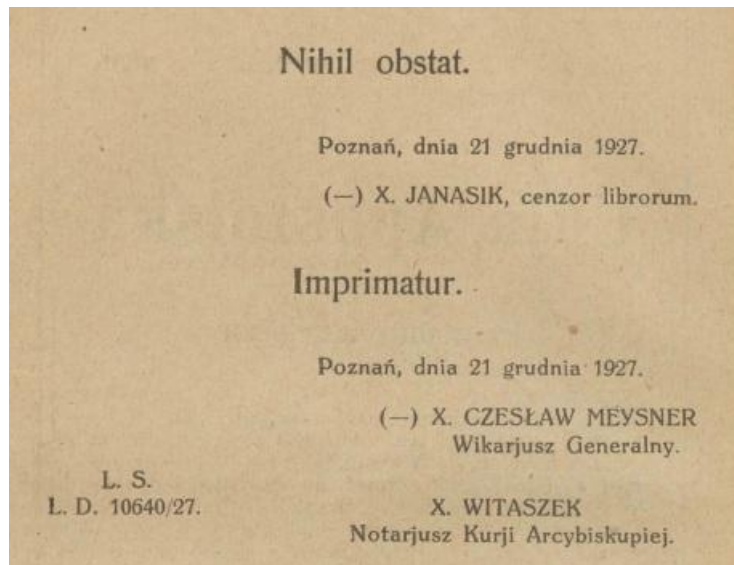 Nihil obstat.
Poznań, dnia 21 grudnia 1927.
(—) X. JANASIK, cenzor librorum.
Imprimatur.
Poznań, dnia 21 grudnia 1927.
(—) X. CZESŁAW MEYSNER
Wikarjusz Generalny.
L. S.
L. D. 10640/27.
X. WITASZEK
Notarjusz Kurji Arcybiskupiej.